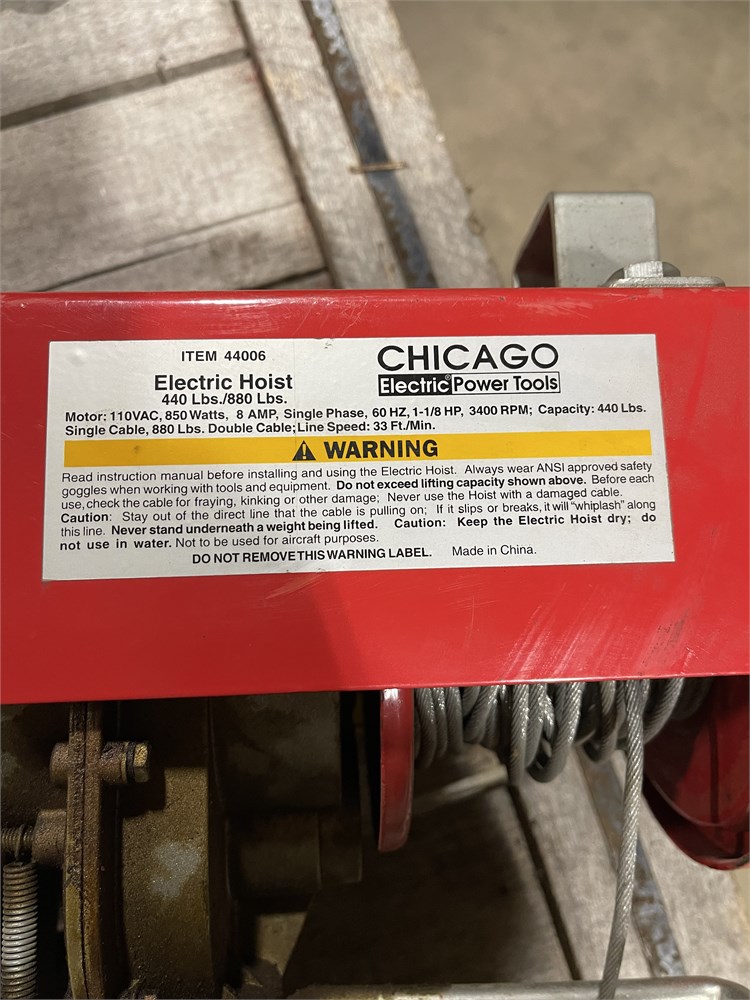 ITEM 44006
CHICAGO
Electric® Power Tools
Electric Hoist
440 Lbs./880 Lbs.
Motor: 110VAC, 850 Watts, 8 AMP, Single Phase, 60 HZ, 1-1/8 HP, 3400 RPM; Capacity: 440 Lbs.
Single Cable, 880 Lbs. Double Cable; Line Speed: 33 Ft./Min.
⚠ WARNING
Read instruction manual before installing and using the Electric Hoist. Always wear ANSI approved safety
goggles when working with tools and equipment. Do not exceed lifting capacity shown above. Before each
use, check the cable for fraying, kinking or other damage; Never use the Hoist with a damaged cable.
Caution: Stay out of the direct line that the cable is pulling on; If it slips or breaks, it will "whiplash" along
this line. Never stand underneath a weight being lifted. Caution: Keep the Electric Hoist dry; do
not use in water. Not to be used for aircraft purposes.
DO NOT REMOVE THIS WARNING LABEL. Made in China.